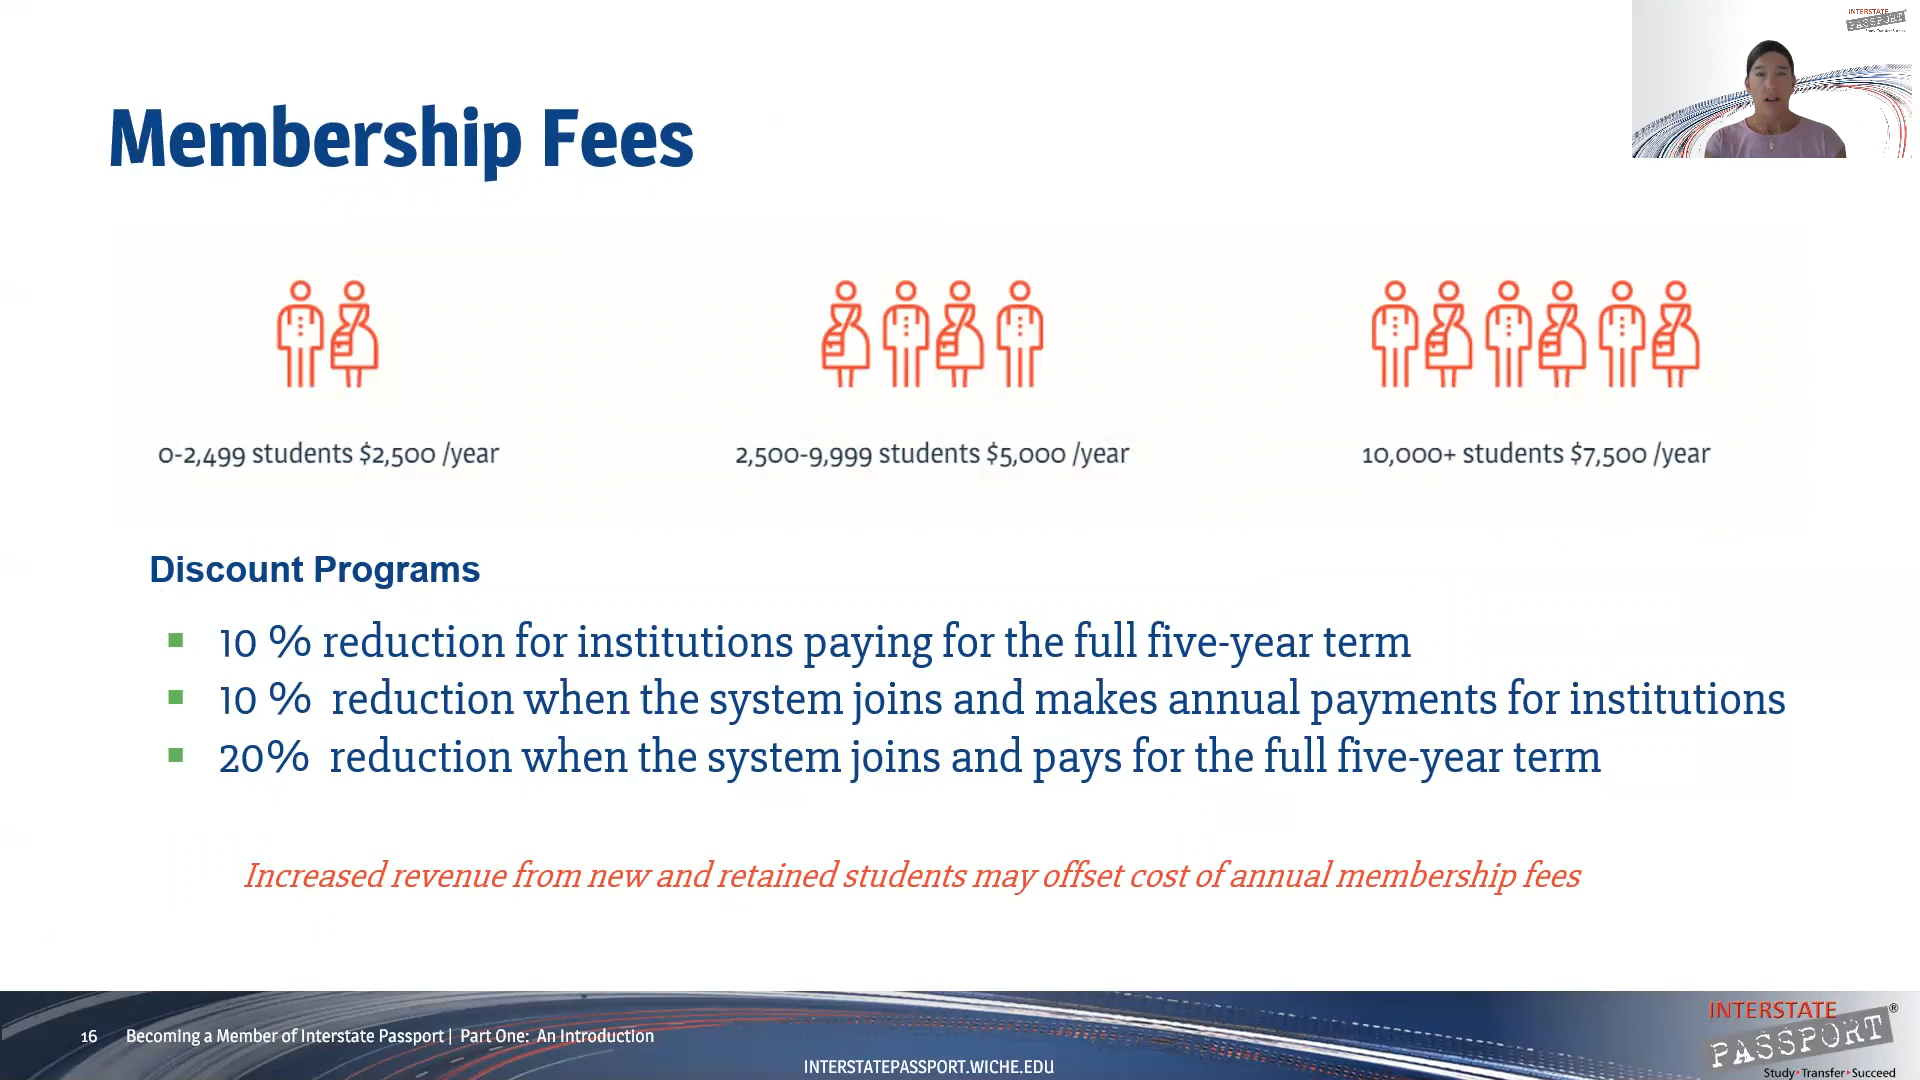 INTERSTATE
PASSPORT
Membership Fees
0-2,499 students $2,500 /year
2,500-9,999 students $5,000 /year
10,000+ students $7,500 /year
Discount Programs
10 % reduction for institutions paying for the full five-year term
10 % reduction when the system joins and makes annual payments for institutions
20% reduction when the system joins and pays for the full five-year term
Increased revenue from new and retained students may offset cost of annual membership fees
16 Becoming a Member of Interstate Passport | Part One: An Introduction
INTERSTATEPASSPORT.WICHE.EDU
INTERSTATE
PASSPORT®
Study▸Transfer▸Succeed